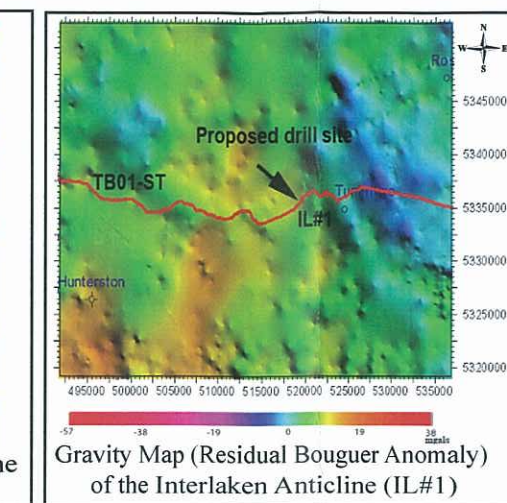 N
W E
S
Ros
5345000
5340000
Proposed drill site
TB01-ST
5335000
IL#1
5330000
Hunterston
5325000
5320000
495000 500000 505000 510000 515000 520000 525000 530000 535000
-57 -38 -19 0 19 38
mgals
Gravity Map (Residual Bouguer Anomaly)
of the Interlaken Anticline (IL#1)